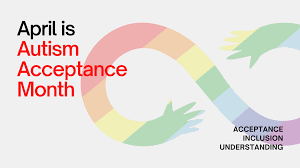 April is
Autism
Acceptance
Month
ACCEPTANCE
INCLUSION
UNDERSTANDING